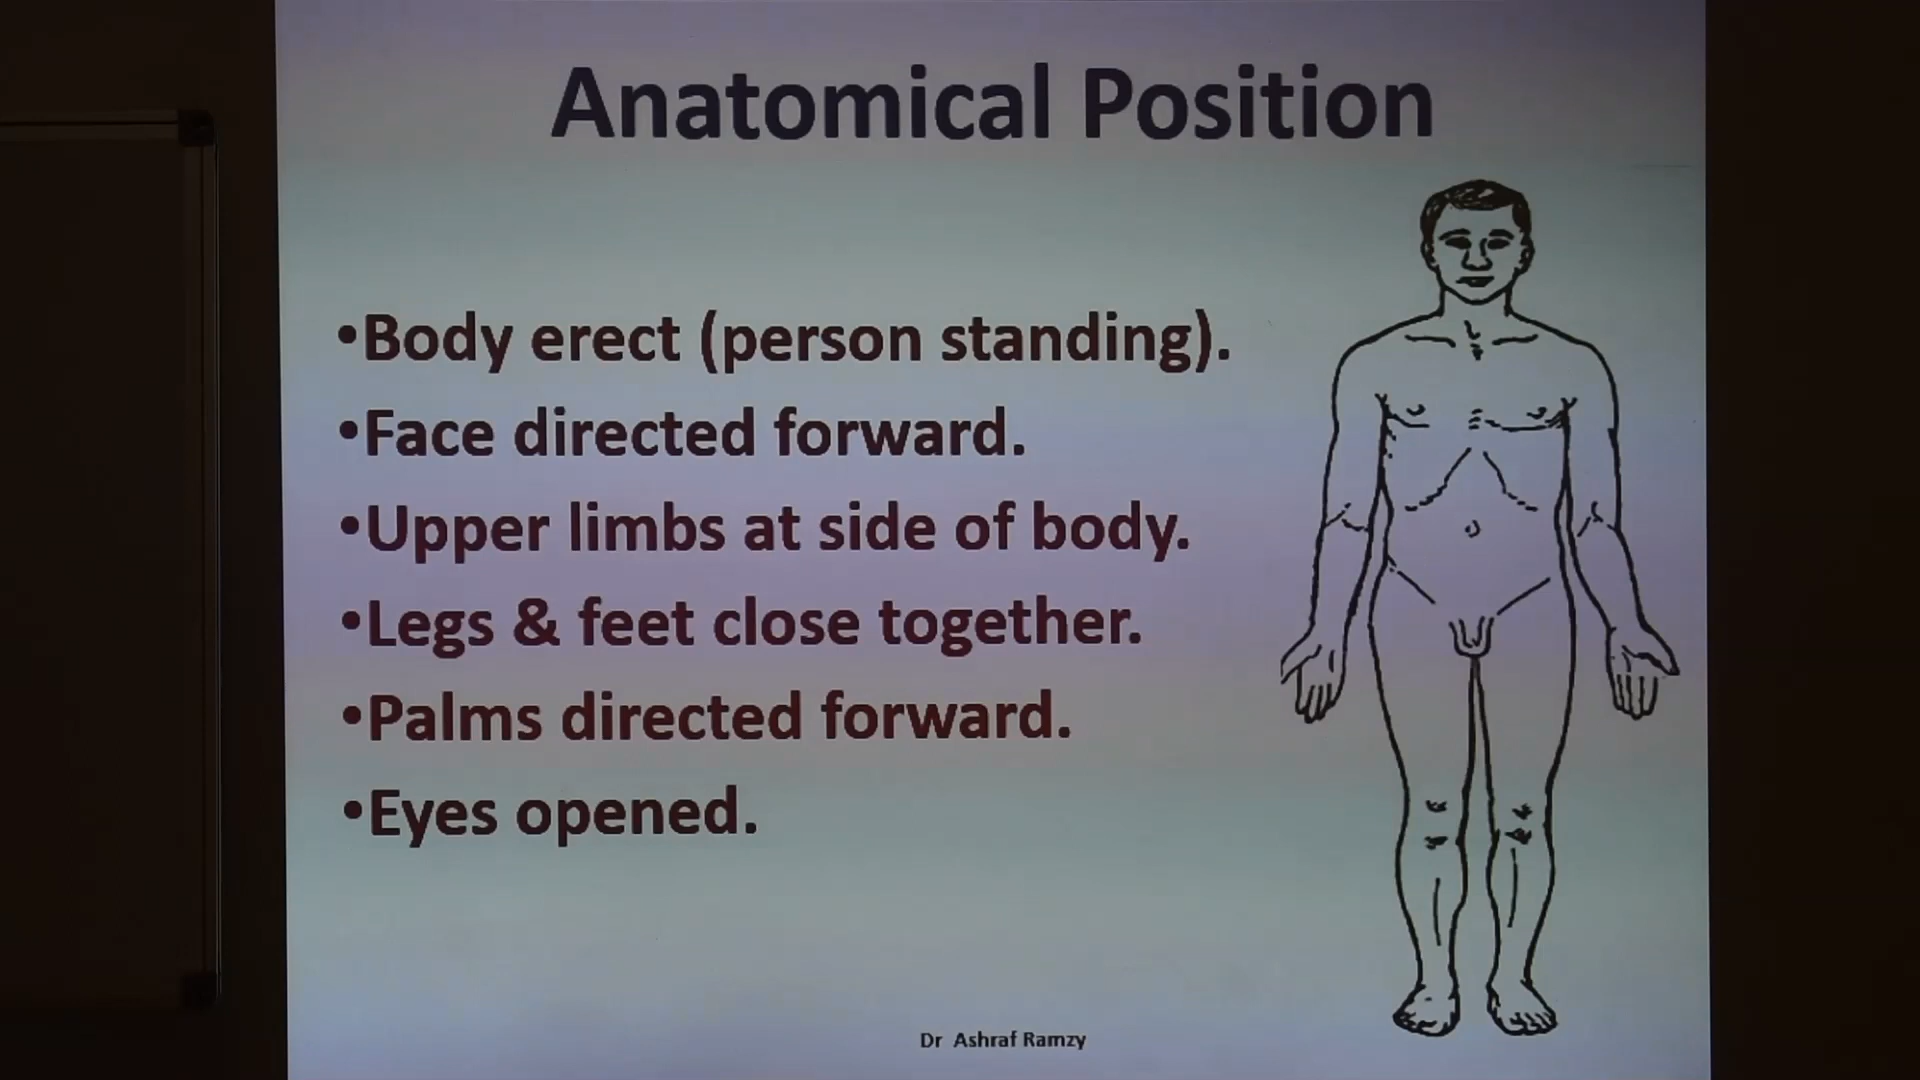 Anatomical Position
•Body erect (person standing).
•Face directed forward.
•Upper limbs at side of body.
•Legs & feet close together.
•Palms directed forward.
•Eyes opened.
Dr Ashraf Ramzy